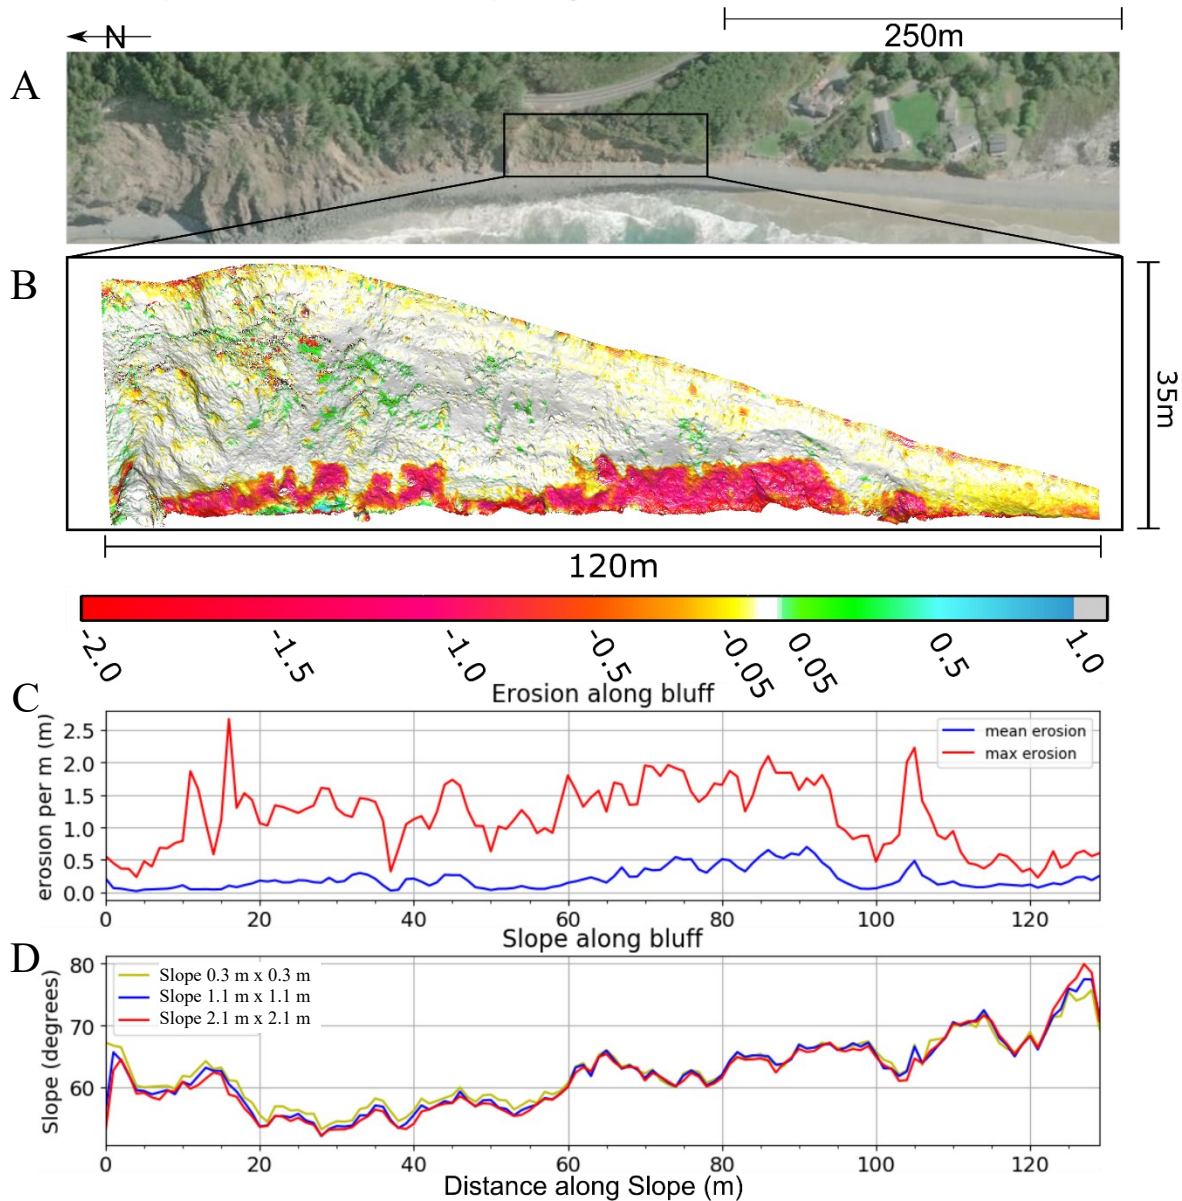 N
250m
A
B
35m
120m
-2.0 -1.5 -1.0 -0.5 -0.05 0.05 0.5 1.0
C
Erosion along bluff
erosion per m (m)
2.5
2.0
1.5
1.0
0.5
0.0
mean erosion
max erosion
0 20 40 60 80 100 120
D
Slope along bluff
Slope (degrees)
80
70
60
Slope 0.3 m x 0.3 m
Slope 1.1 m x 1.1 m
Slope 2.1 m x 2.1 m
0 20 40 60 80 100 120
Distance along Slope (m)